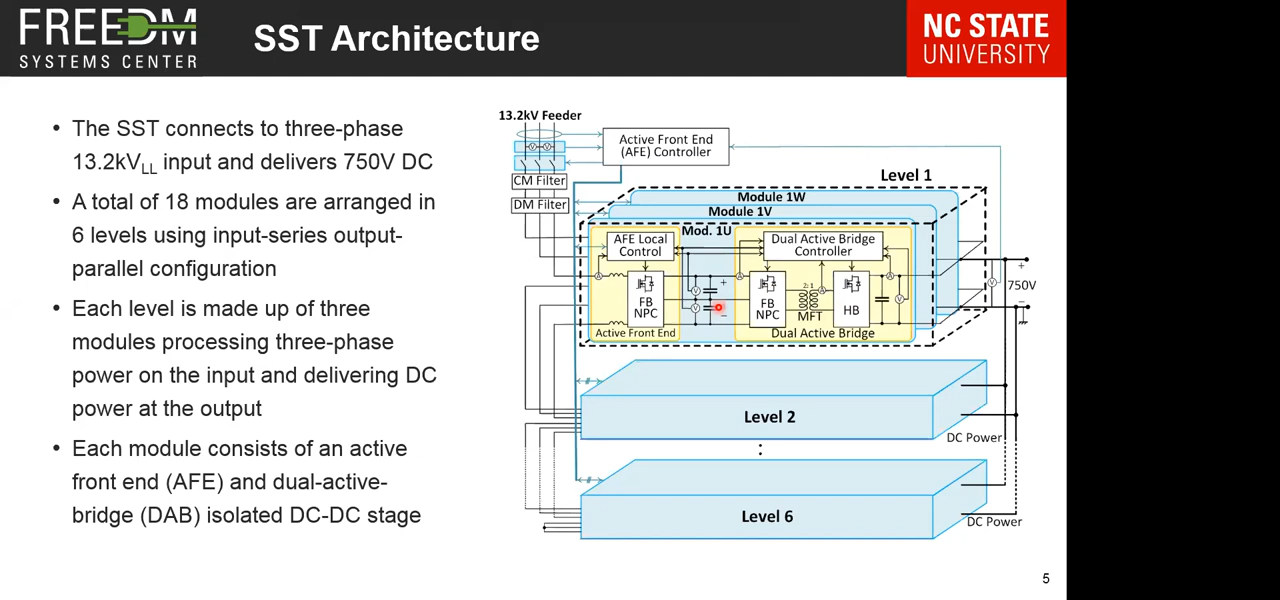 FREEDM
SYSTEMS CENTER
SST Architecture
NC STATE
UNIVERSITY
• The SST connects to three-phase
13.2kVLL input and delivers 750V DC
• A total of 18 modules are arranged in
6 levels using input-series output-
parallel configuration
• Each level is made up of three
modules processing three-phase
power on the input and delivering DC
power at the output
• Each module consists of an active
front end (AFE) and dual-active-
bridge (DAB) isolated DC-DC stage
13.2kV Feeder
Active Front End
(AFE) Controller
CM Filter
DM Filter
Level 1
Module 1W
Module 1V
Mod. 1U
AFE Local
Control
Dual Active Bridge
Controller
FB
NPC
FB
NPC
2:1
MFT
HB
Active Front End
Dual Active Bridge
+
750V
−
Level 2
DC Power
Level 6
DC Power
5